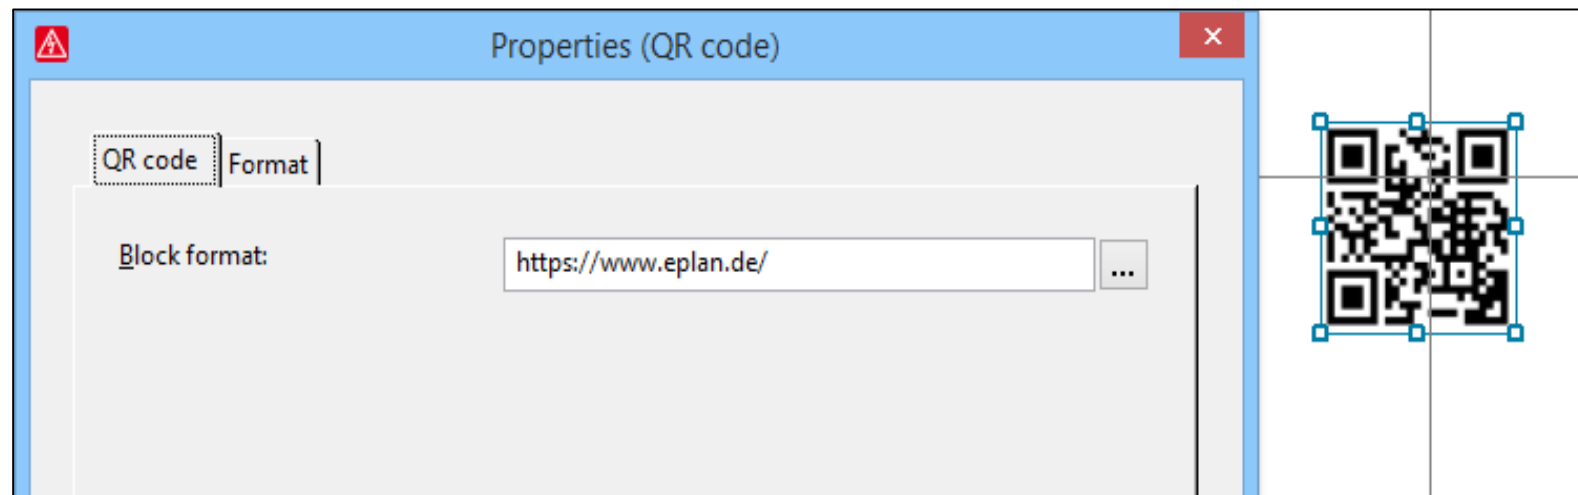 Properties (QR code)
QR code
Format
Block format:
https://www.eplan.de/
...